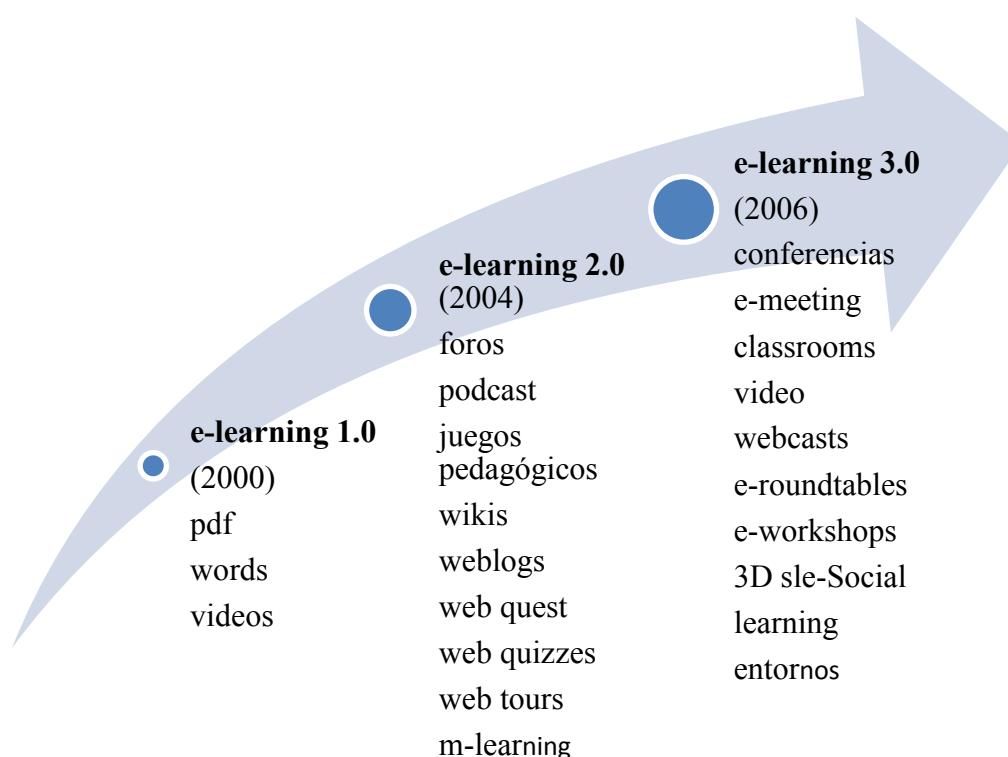 e-learning 1.0
(2000)
pdf
words
videos
e-learning 2.0
(2004)
foros
podcast
juegos
pedagógicos
wikis
weblogs
web quest
web quizzes
web tours
m-learning
e-learning 3.0
(2006)
conferencias
e-meeting
classrooms
video
webcasts
e-roundtables
e-workshops
3D sle-Social
learning
entornos